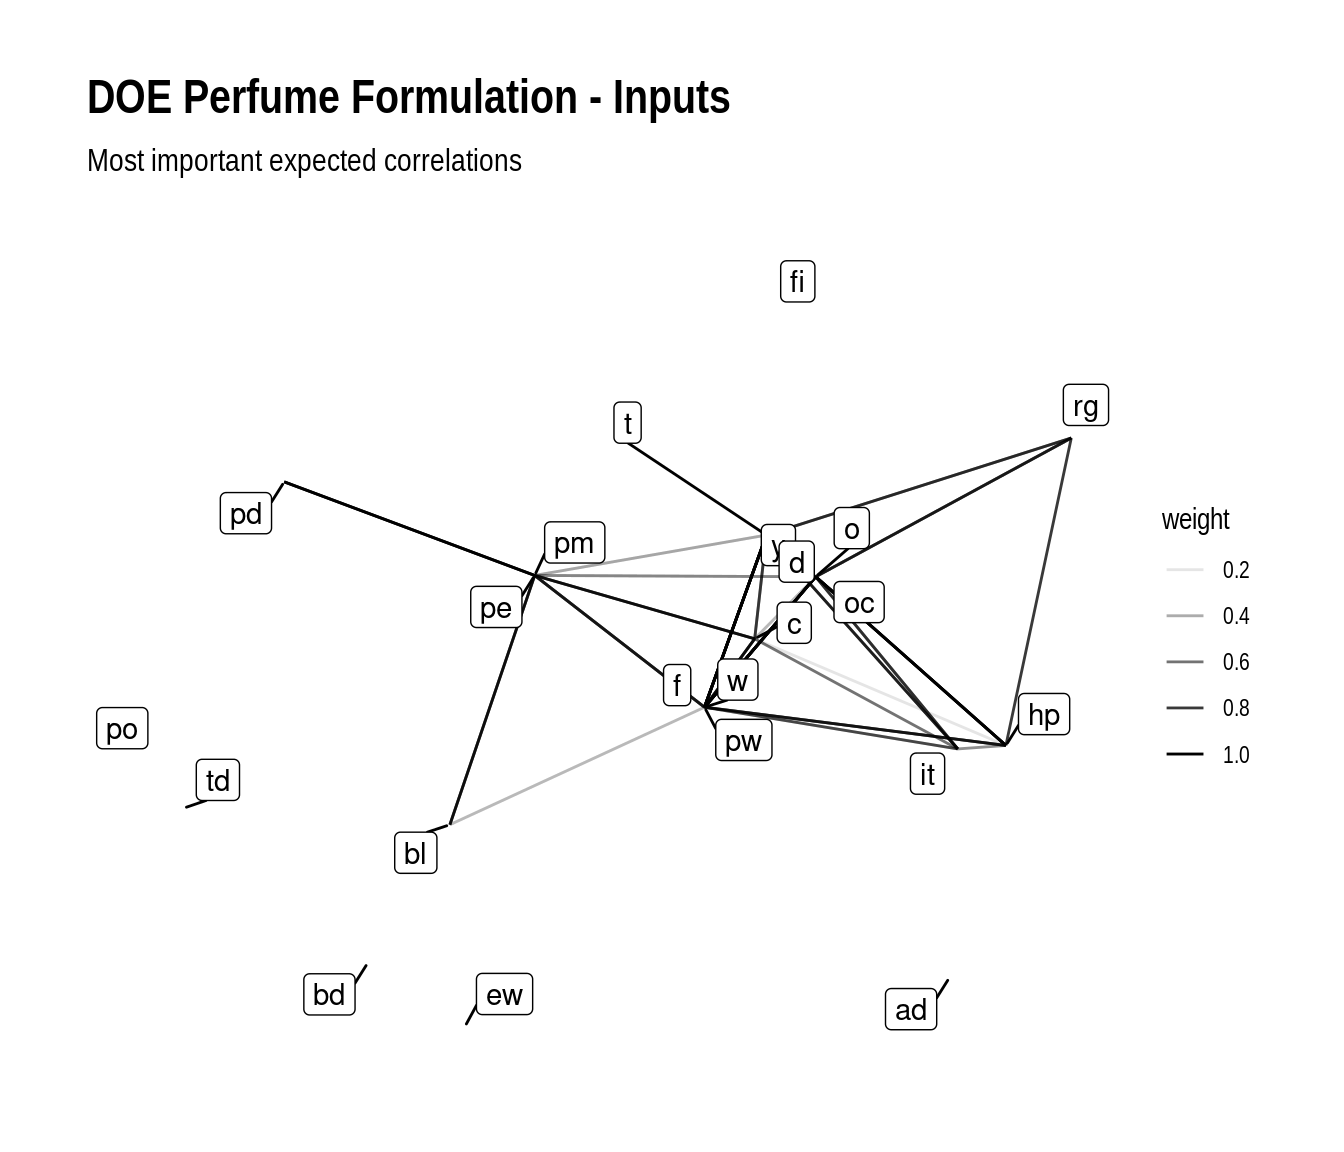 DOE Perfume Formulation - Inputs
Most important expected correlations
fi
rg
t
pd
weight
pm
y
o
d
0.2
pe
oc
c
0.4
0.6
f
w
0.8
po
pw
hp
1.0
td
it
bl
bd
ew
ad